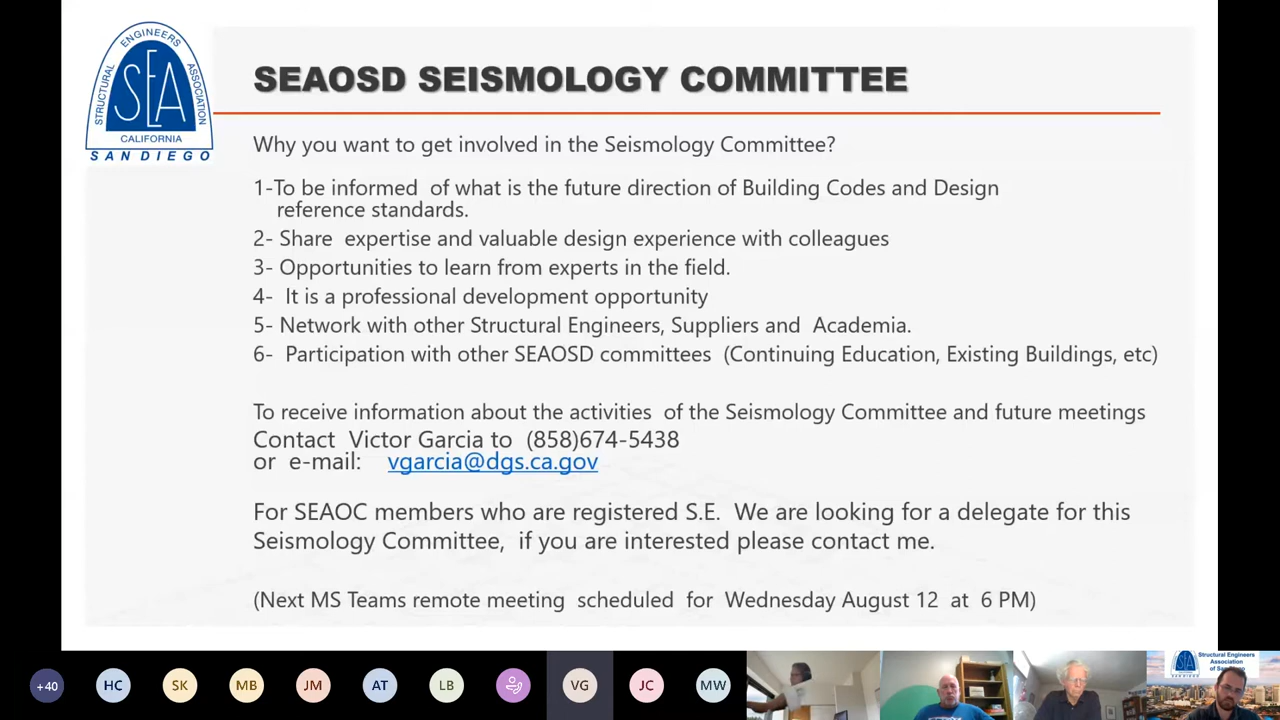 STRUCTURAL ENGINEERS ASSOCIATION
SEA
CALIFORNIA
SAN DIEGO
SEAOSD SEISMOLOGY COMMITTEE
Why you want to get involved in the Seismology Committee?
1-To be informed of what is the future direction of Building Codes and Design
reference standards.
2- Share expertise and valuable design experience with colleagues
3- Opportunities to learn from experts in the field.
4- It is a professional development opportunity
5- Network with other Structural Engineers, Suppliers and Academia.
6- Participation with other SEAOSD committees (Continuing Education, Existing Buildings, etc)
To receive information about the activities of the Seismology Committee and future meetings
Contact Victor Garcia to (858)674-5438
or e-mail: vgarcia@dgs.ca.gov
For SEAOC members who are registered S.E. We are looking for a delegate for this
Seismology Committee, if you are interested please contact me.
(Next MS Teams remote meeting scheduled for Wednesday August 12 at 6 PM)
+40 HC SK MB JM AT LB VG JC MW
Structural Engineers
Association
of San Diego
SAN DIEGO